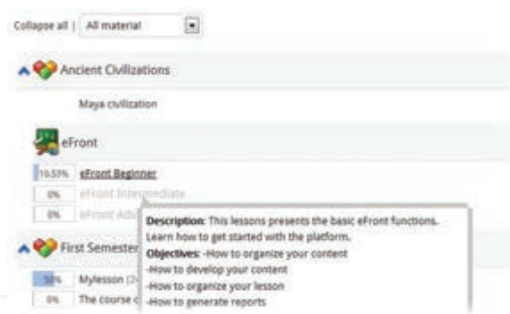 Collapse all | All material
Ancient Civilizations
Maya civilization
eFront
10.53% eFront Beginner
0% eFront Intermediate
0% eFront Adv
Description: This lessons presents the basic eFront functions.
Learn how to get started with the platform.
Objectives: -How to organize your content
-How to develop your content
-How to organize your lesson
-How to generate reports
First Semester
50% Mylesson
0% The course